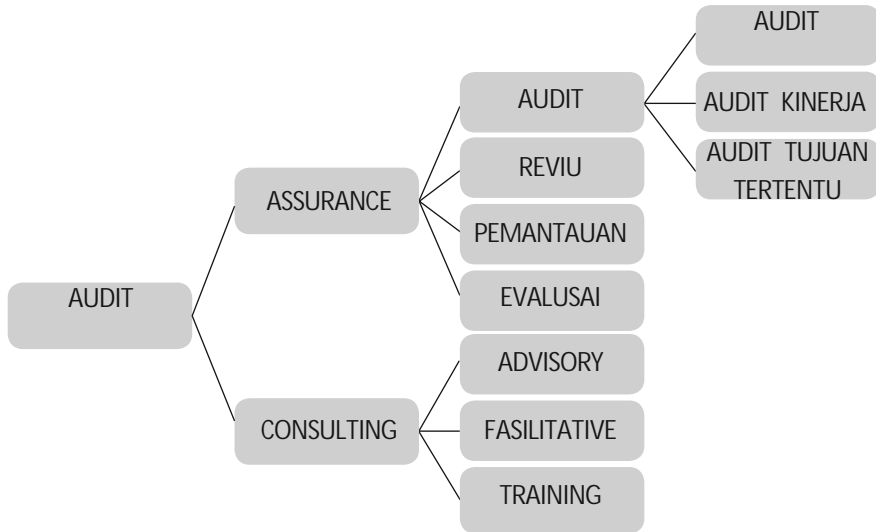 AUDIT
AUDIT
AUDIT KINERJA
REVIU
AUDIT TUJUAN
TERTENTU
ASSURANCE
PEMANTAUAN
AUDIT
EVALUSAI
ADVISORY
CONSULTING
FASILITATIVE
TRAINING